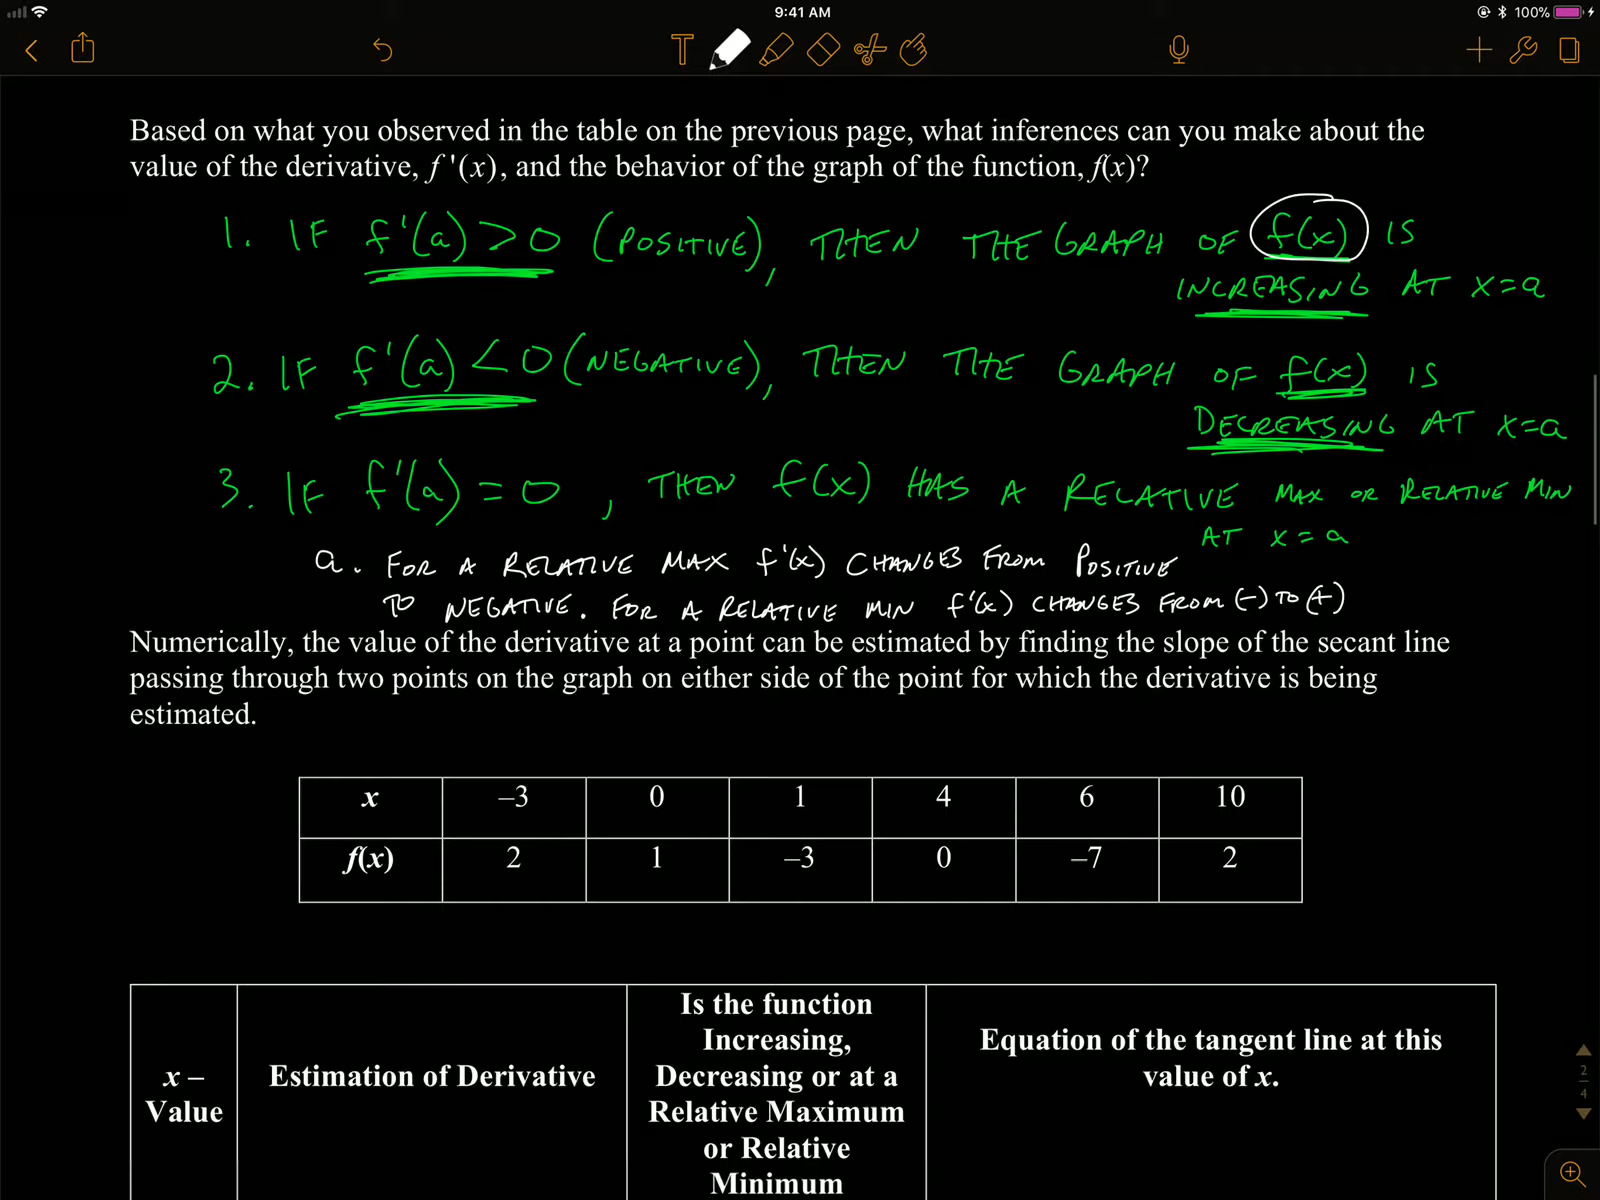 9:41 AM
100%
T
Based on what you observed in the table on the previous page, what inferences can you make about the
value of the derivative, f '(x), and the behavior of the graph of the function, f(x)?
1. IF f'(a) > 0 (POSITIVE), THEN THE GRAPH OF f(x) IS
INCREASING AT x=a
2. IF f'(a) < 0 (NEGATIVE), THEN THE GRAPH OF f(x) IS
DECREASING AT x=a
3. IF f'(a) = 0, THEN f(x) HAS A RELATIVE MAX OR RELATIVE MIN
AT x = a
a. FOR A RELATIVE MAX f'(x) CHANGES FROM POSITIVE
TO NEGATIVE. FOR A RELATIVE MIN f'(x) CHANGES FROM (-) TO (+)
Numerically, the value of the derivative at a point can be estimated by finding the slope of the secant line
passing through two points on the graph on either side of the point for which the derivative is being
estimated.
x –3 0 1 4 6 10
f(x) 2 1 –3 0 –7 2
x –
Value
Estimation of Derivative
Is the function
Increasing,
Decreasing or at a
Relative Maximum
or Relative
Minimum
Equation of the tangent line at this
value of x.
2
4